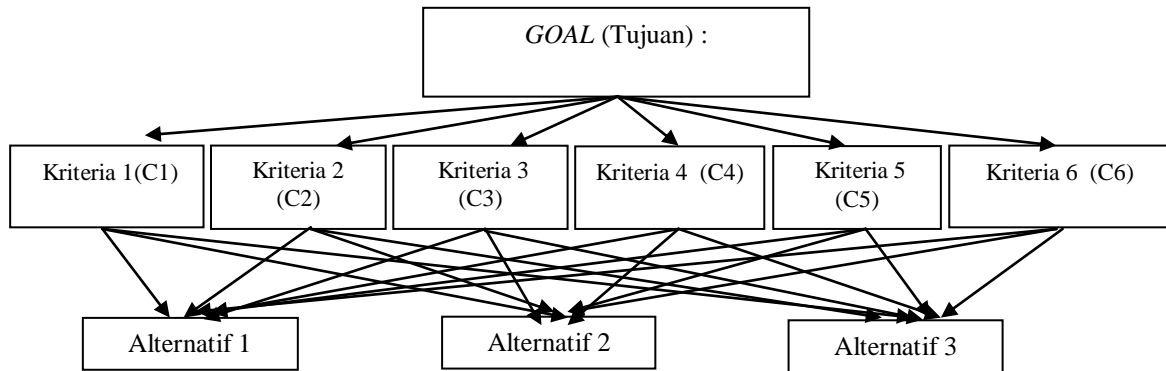 GOAL (Tujuan) :
Kriteria 1(C1)
Kriteria 2
(C2)
Kriteria 3
(C3)
Kriteria 4 (C4)
Kriteria 5
(C5)
Kriteria 6 (C6)
Alternatif 1
Alternatif 2
Alternatif 3